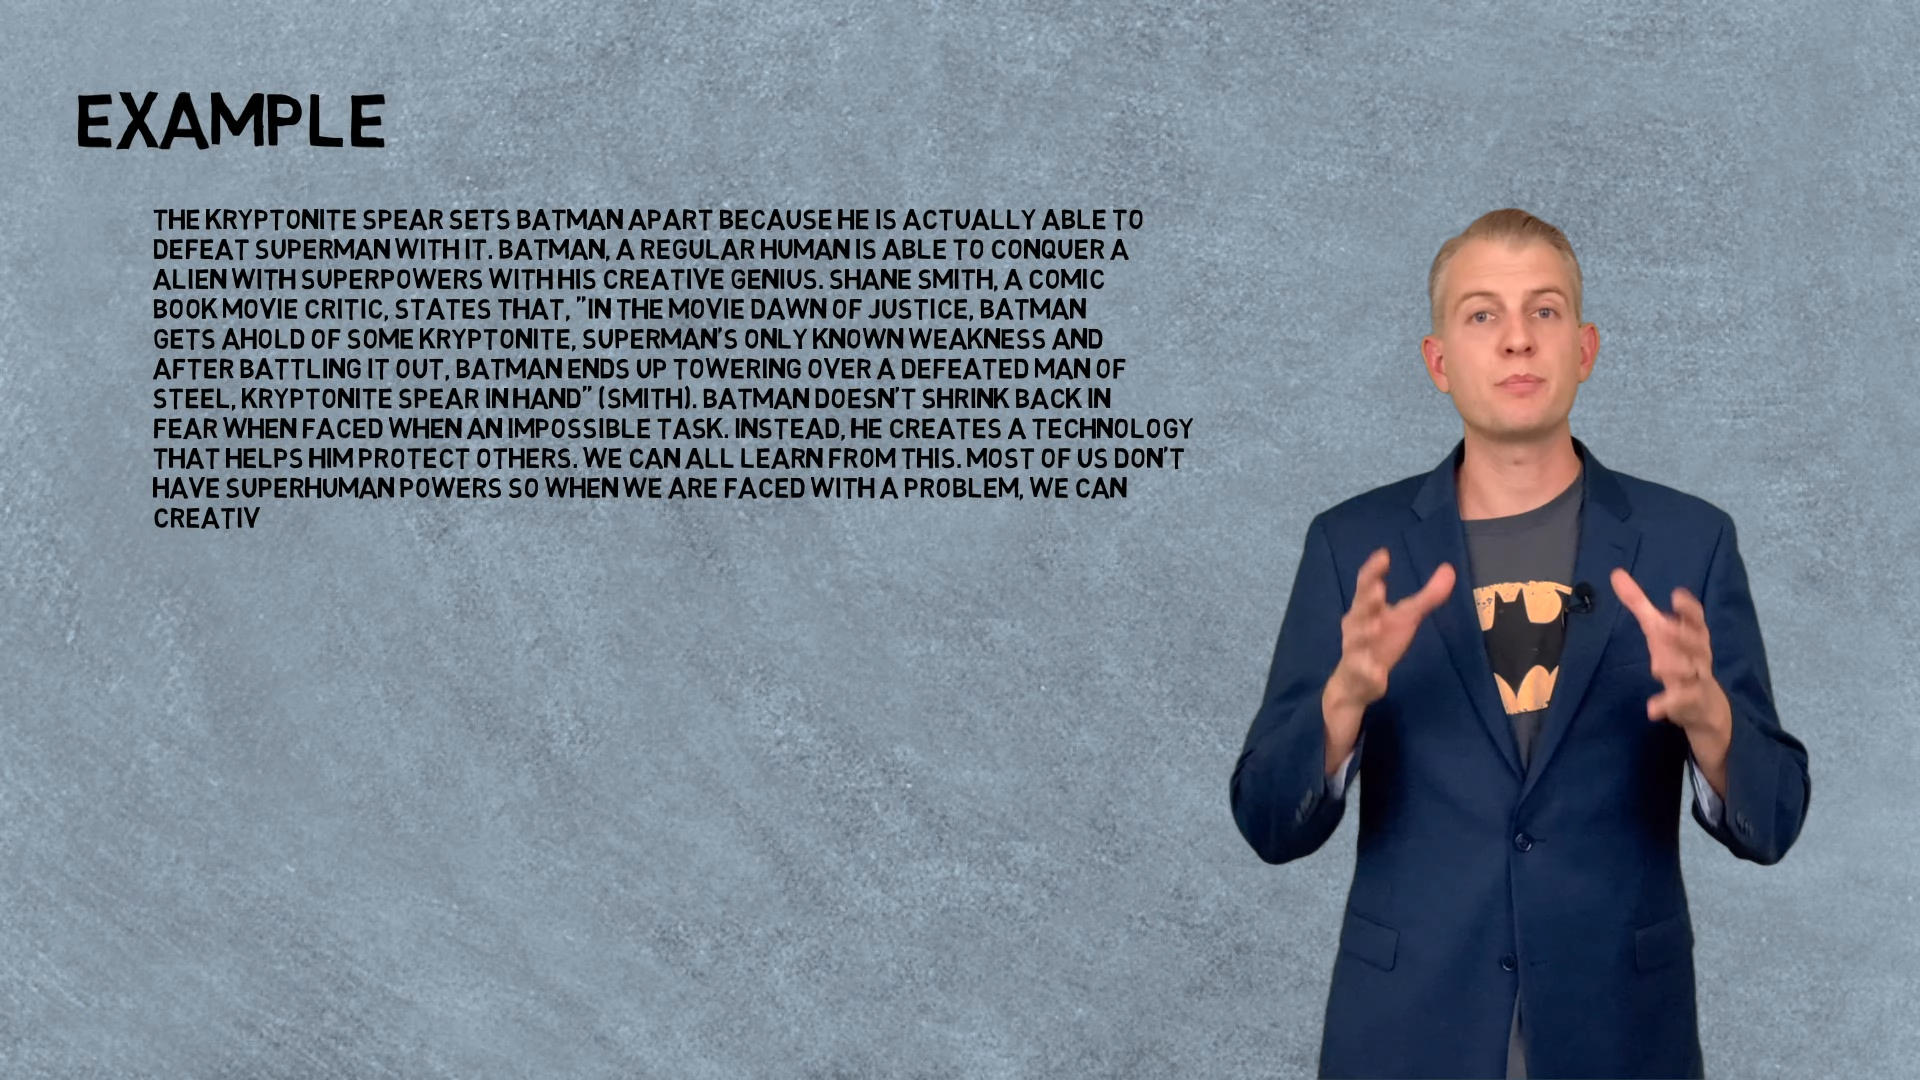 EXAMPLE
THE KRYPTONITE SPEAR SETS BATMAN APART BECAUSE HE IS ACTUALLY ABLE TO
DEFEAT SUPERMAN WITH IT. BATMAN, A REGULAR HUMAN IS ABLE TO CONQUER A
ALIEN WITH SUPERPOWERS WITH HIS CREATIVE GENIUS. SHANE SMITH, A COMIC
BOOK MOVIE CRITIC, STATES THAT, "IN THE MOVIE DAWN OF JUSTICE, BATMAN
GETS AHOLD OF SOME KRYPTONITE, SUPERMAN'S ONLY KNOWN WEAKNESS AND
AFTER BATTLING IT OUT, BATMAN ENDS UP TOWERING OVER A DEFEATED MAN OF
STEEL, KRYPTONITE SPEAR IN HAND" (SMITH). BATMAN DOESN'T SHRINK BACK IN
FEAR WHEN FACED WHEN AN IMPOSSIBLE TASK. INSTEAD, HE CREATES A TECHNOLOGY
THAT HELPS HIM PROTECT OTHERS. WE CAN ALL LEARN FROM THIS. MOST OF US DON'T
HAVE SUPERHUMAN POWERS SO WHEN WE ARE FACED WITH A PROBLEM, WE CAN
CREATIV